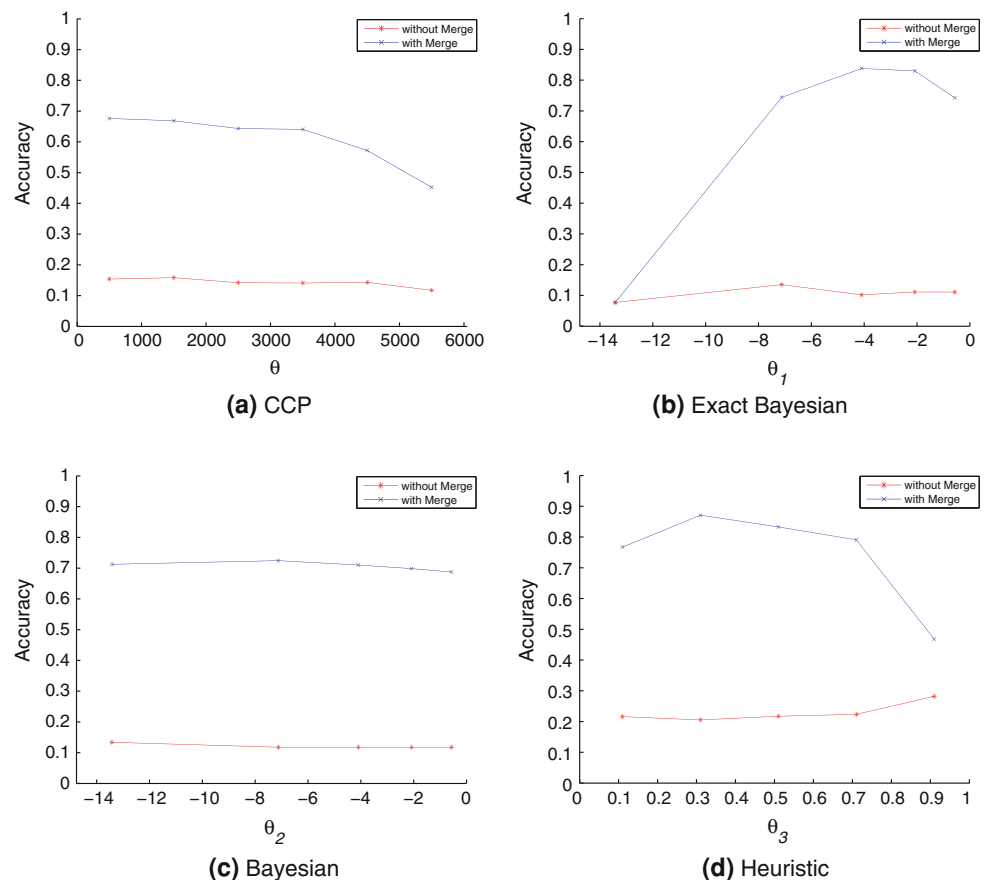 without Merge
with Merge
Accuracy
1
0.9
0.8
0.7
0.6
0.5
0.4
0.3
0.2
0.1
0
0 1000 2000 3000 4000 5000 6000
θ
(a) CCP
without Merge
with Merge
Accuracy
1
0.9
0.8
0.7
0.6
0.5
0.4
0.3
0.2
0.1
0
−14 −12 −10 −8 −6 −4 −2 0
θ1
(b) Exact Bayesian
without Merge
with Merge
Accuracy
1
0.9
0.8
0.7
0.6
0.5
0.4
0.3
0.2
0.1
0
−14 −12 −10 −8 −6 −4 −2 0
θ2
(c) Bayesian
without Merge
with Merge
Accuracy
1
0.9
0.8
0.7
0.6
0.5
0.4
0.3
0.2
0.1
0
0 0.1 0.2 0.3 0.4 0.5 0.6 0.7 0.8 0.9 1
θ3
(d) Heuristic